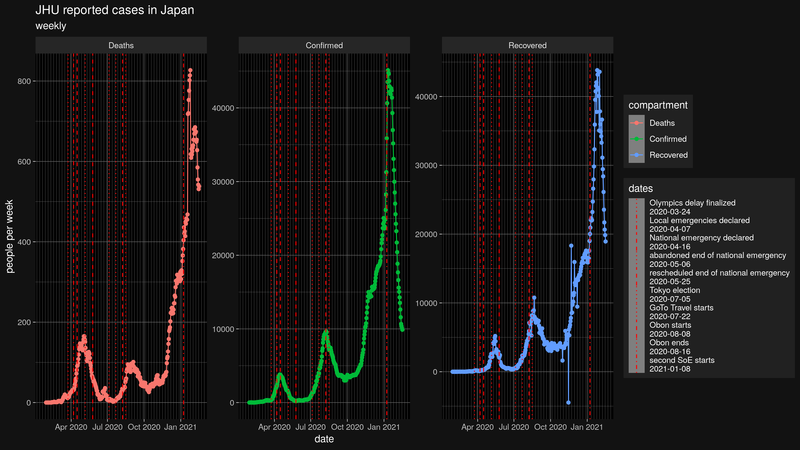 JHU reported cases in Japan
weekly
Deaths
Confirmed
Recovered
people per week
800
600
400
200
0
40000
30000
20000
10000
0
40000
30000
20000
10000
0
Apr 2020 Jul 2020 Oct 2020 Jan 2021
Apr 2020 Jul 2020 Oct 2020 Jan 2021
Apr 2020 Jul 2020 Oct 2020 Jan 2021
date
compartment
Deaths
Confirmed
Recovered
dates
Olympics delay finalized
2020-03-24
Local emergencies declared
2020-04-07
National emergency declared
2020-04-16
abandoned end of national emergency
2020-05-06
rescheduled end of national emergency
2020-05-25
Tokyo election
2020-07-05
GoTo Travel starts
2020-07-22
Obon starts
2020-08-08
Obon ends
2020-08-16
second SoE starts
2021-01-08